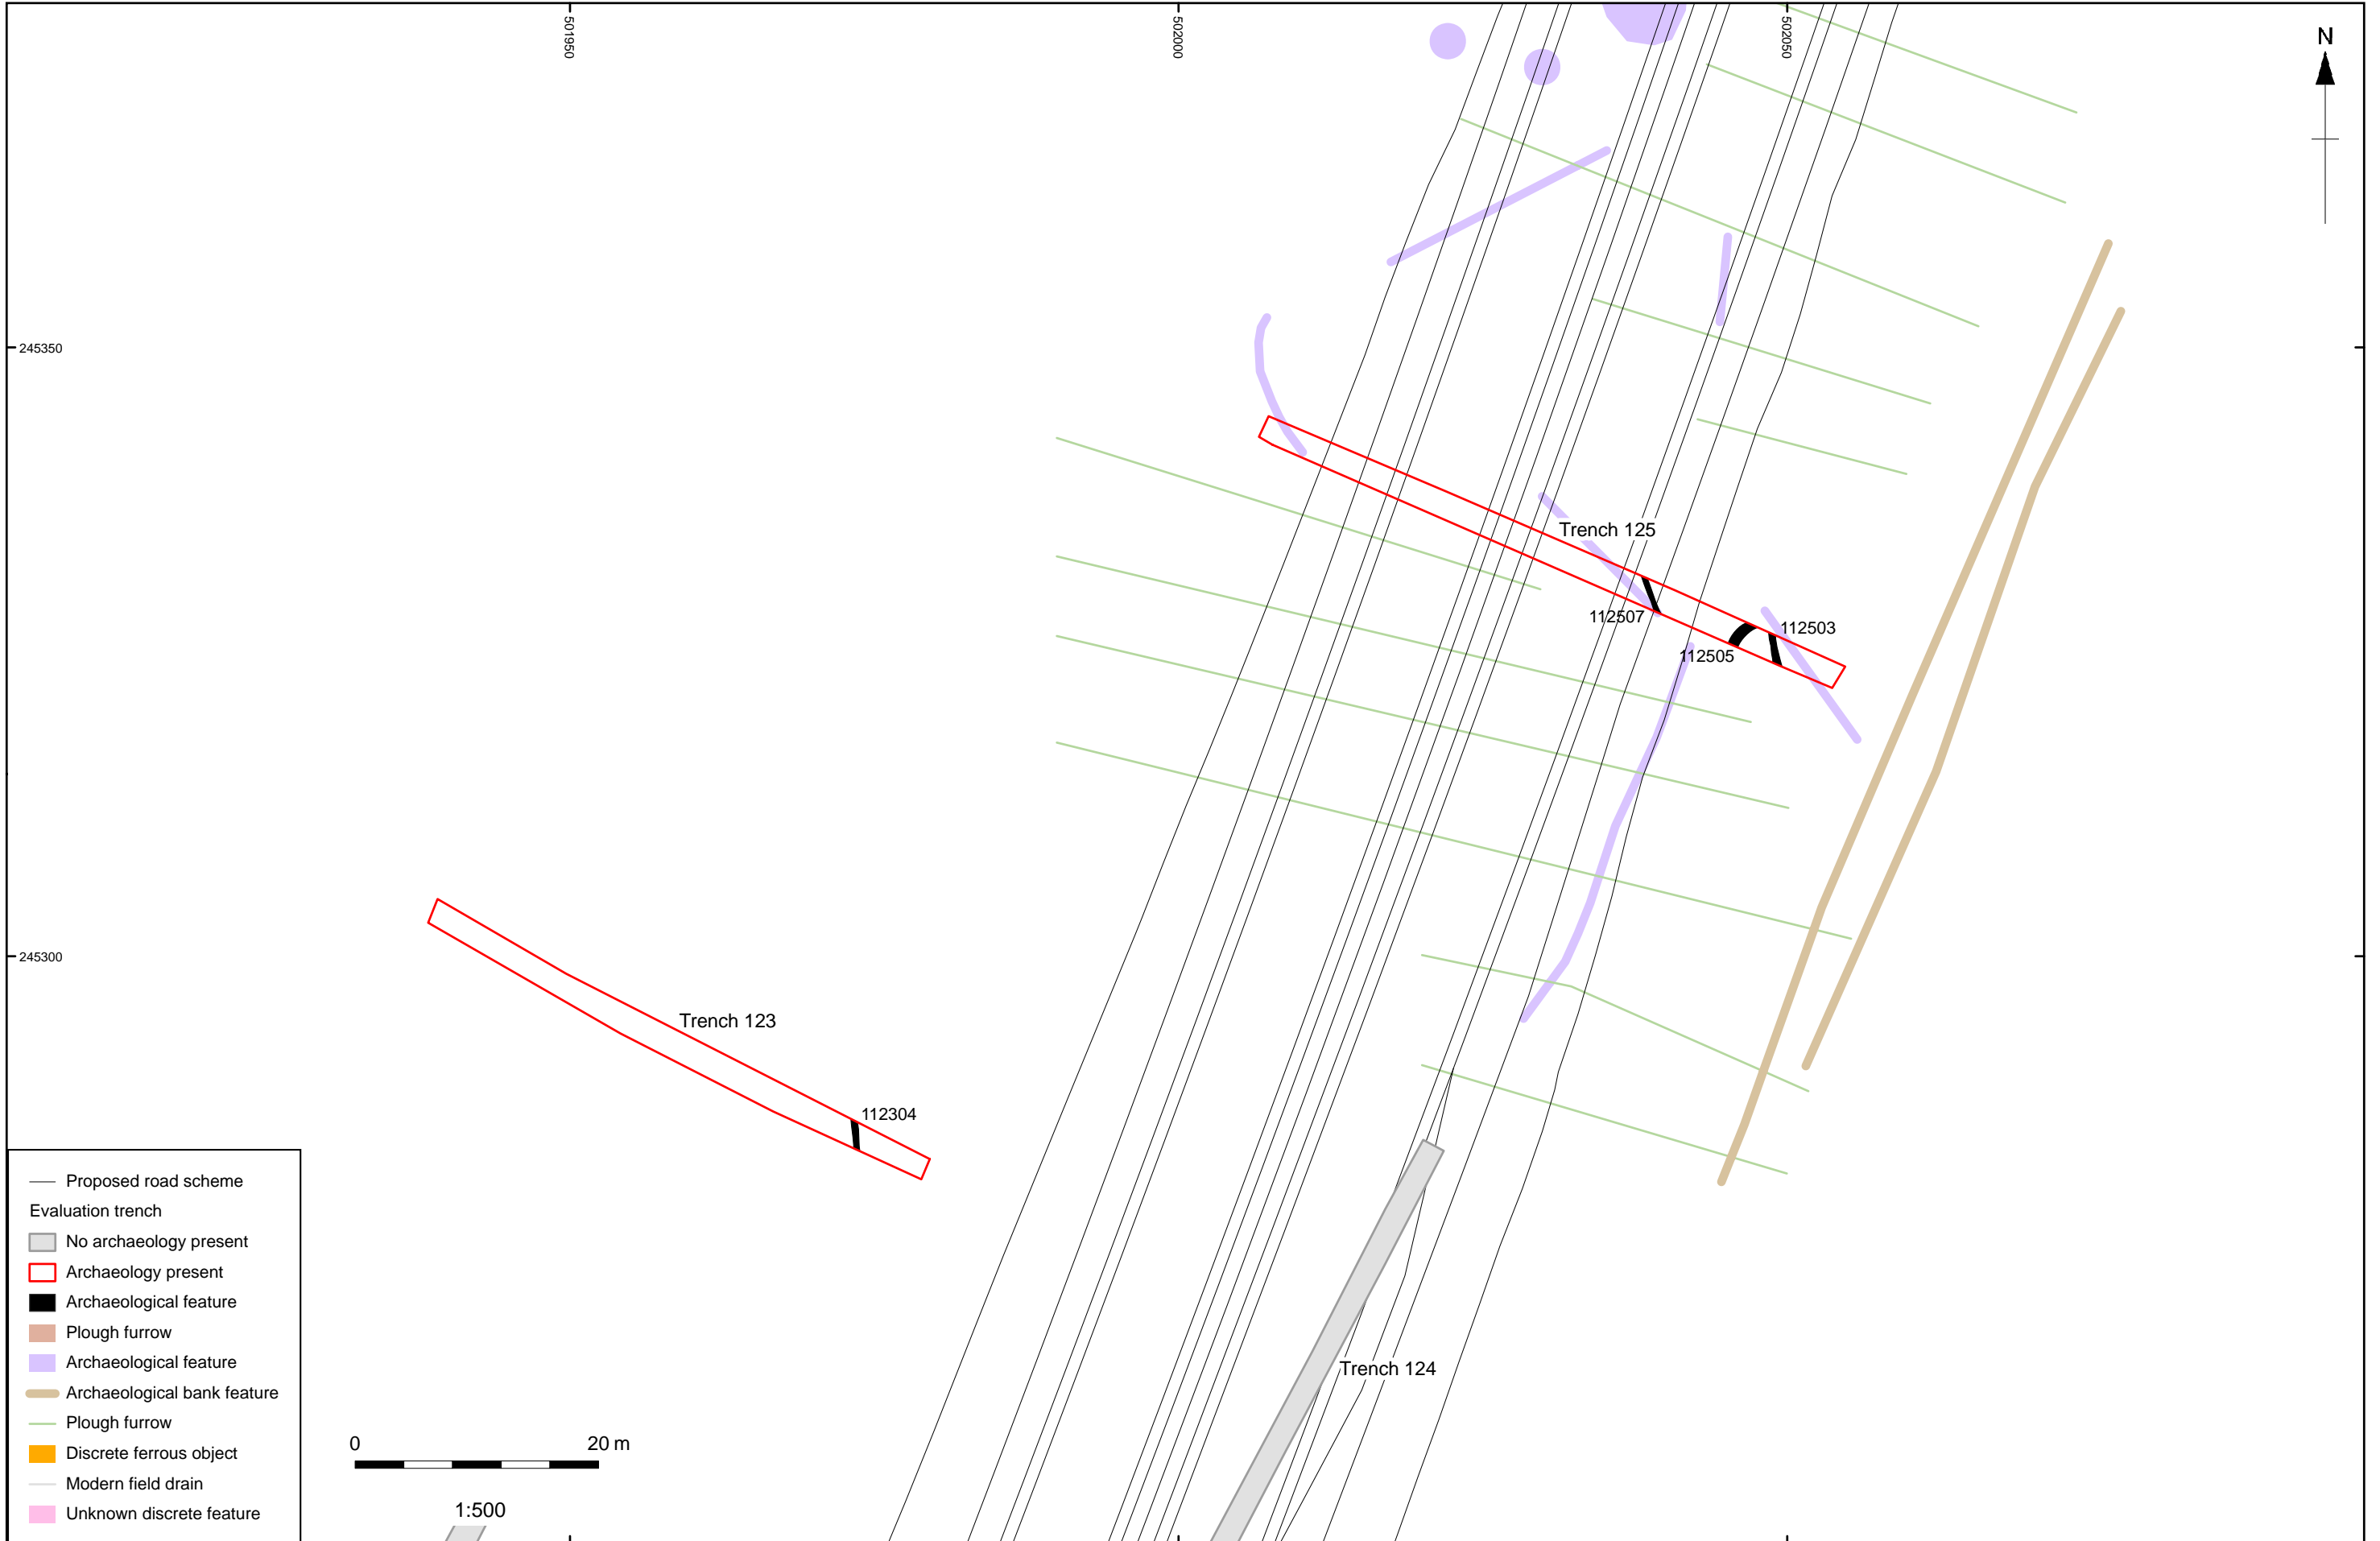 501950
502000
502050
N
245350
Trench 125
112507
112503
112505
245300
Trench 123
112304
Trench 124
Proposed road scheme
Evaluation trench
No archaeology present
Archaeology present
Archaeological feature
Plough furrow
Archaeological feature
Archaeological bank feature
Plough furrow
Discrete ferrous object
Modern field drain
Unknown discrete feature
0 20 m
1:500